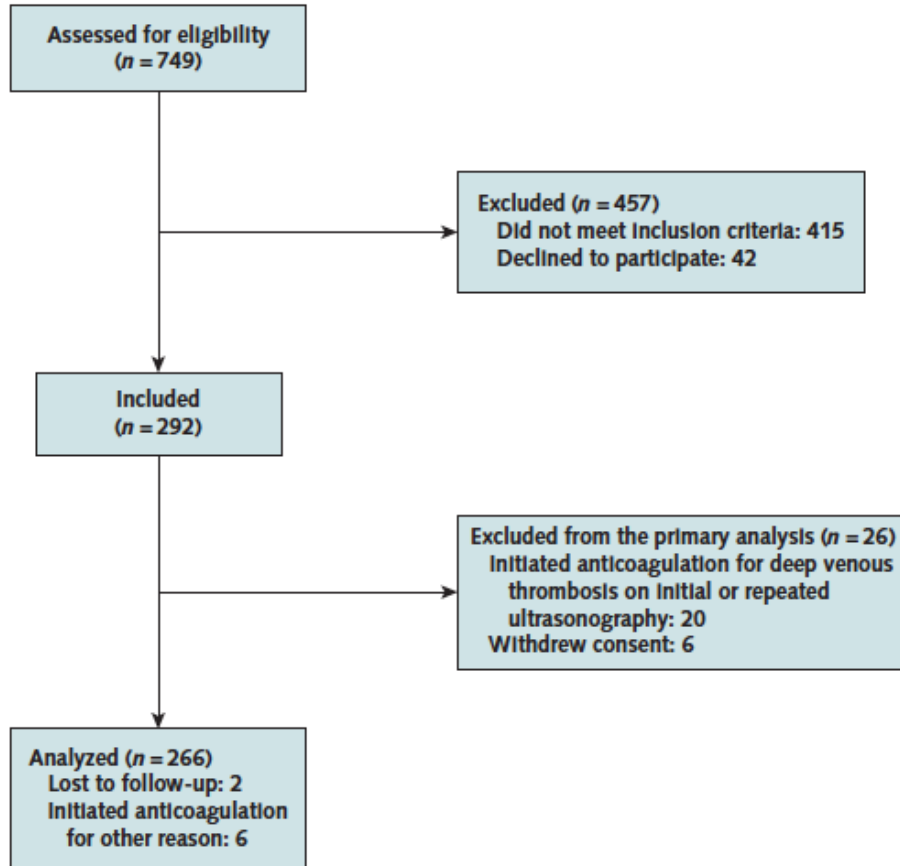 Assessed for eligibility
(n = 749)
Excluded (n = 457)
Did not meet inclusion criteria: 415
Declined to participate: 42
Included
(n = 292)
Excluded from the primary analysis (n = 26)
Initiated anticoagulation for deep venous
thrombosis on initial or repeated
ultrasonography: 20
Withdrew consent: 6
Analyzed (n = 266)
Lost to follow-up: 2
Initiated anticoagulation
for other reason: 6